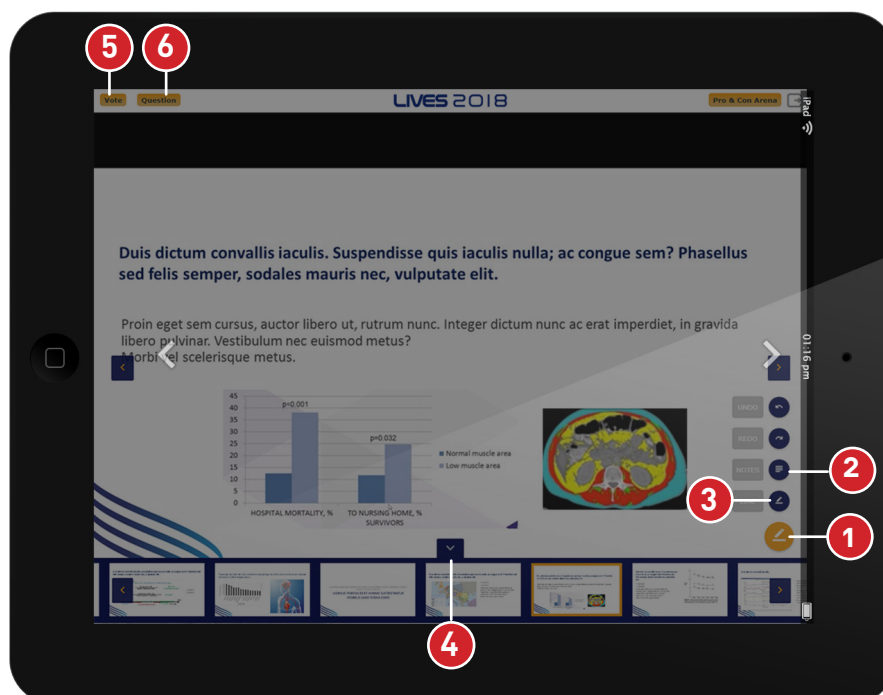 5
6
Vote
Question
LIVES 2018
Pro & Con Arena
iPad
Duis dictum convallis iaculis. Suspendisse quis iaculis nulla; ac congue sem? Phasellus
sed felis semper, sodales mauris nec, vulputate elit.
Proin eget sem cursus, auctor libero ut, rutrum nunc. Integer dictum nunc ac erat imperdiet, in gravida
libero pulvinar. Vestibulum nec euismod metus?
Morbi vel scelerisque metus.
01:16 pm
45
40
35
30
25
20
15
10
5
0
p=0.001
p=0.032
HOSPITAL MORTALITY, %
TO NURSING HOME, %
SURVIVORS
Normal muscle area
Low muscle area
UNDO
REDO
NOTES
2
3
1
4